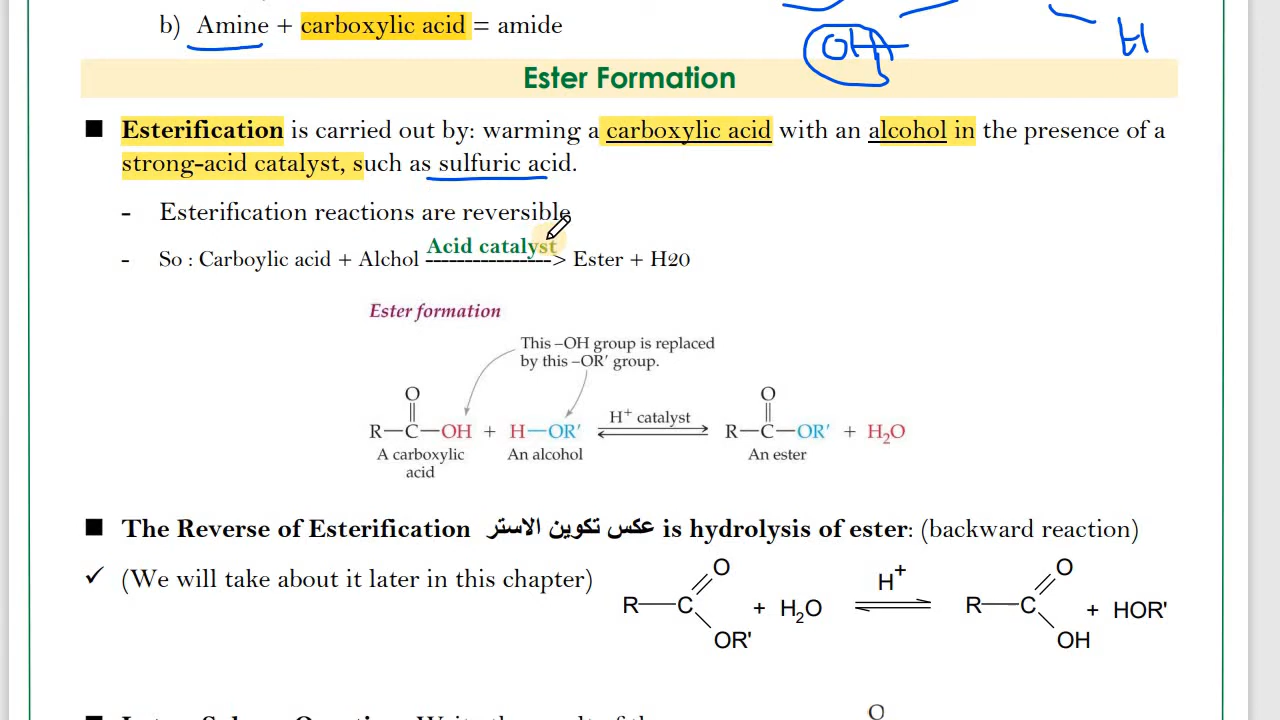 b) Amine + carboxylic acid = amide
OH
H
Ester Formation
■ Esterification is carried out by: warming a carboxylic acid with an alcohol in the presence of a
strong-acid catalyst, such as sulfuric acid.
- Esterification reactions are reversible
Acid catalyst
- So : Carboylic acid + Alchol ----------------> Ester + H20
Ester formation
This –OH group is replaced
by this –OR′ group.
O O
H⁺ catalyst
R—C—OH + H—OR′ ⇌ R—C—OR′ + H₂O
A carboxylic An alcohol An ester
acid
■ The Reverse of Esterification عكس تكوين الاستر is hydrolysis of ester: (backward reaction)
✓ (We will take about it later in this chapter)
O H⁺ O
R—C + H₂O ⇌ R—C + HOR'
OR' OH
O